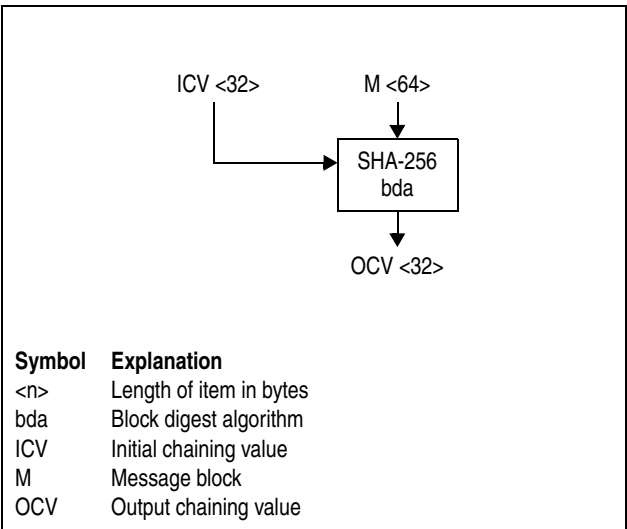 ICV <32> M <64>
SHA-256
bda
OCV <32>
Symbol Explanation
<n> Length of item in bytes
bda Block digest algorithm
ICV Initial chaining value
M Message block
OCV Output chaining value